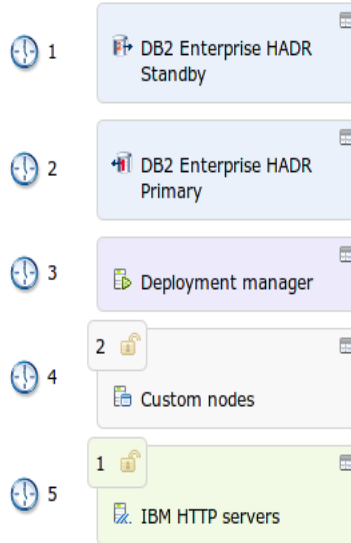 1
DB2 Enterprise HADR
Standby
2
DB2 Enterprise HADR
Primary
3
Deployment manager
2
4
Custom nodes
1
5
IBM HTTP servers